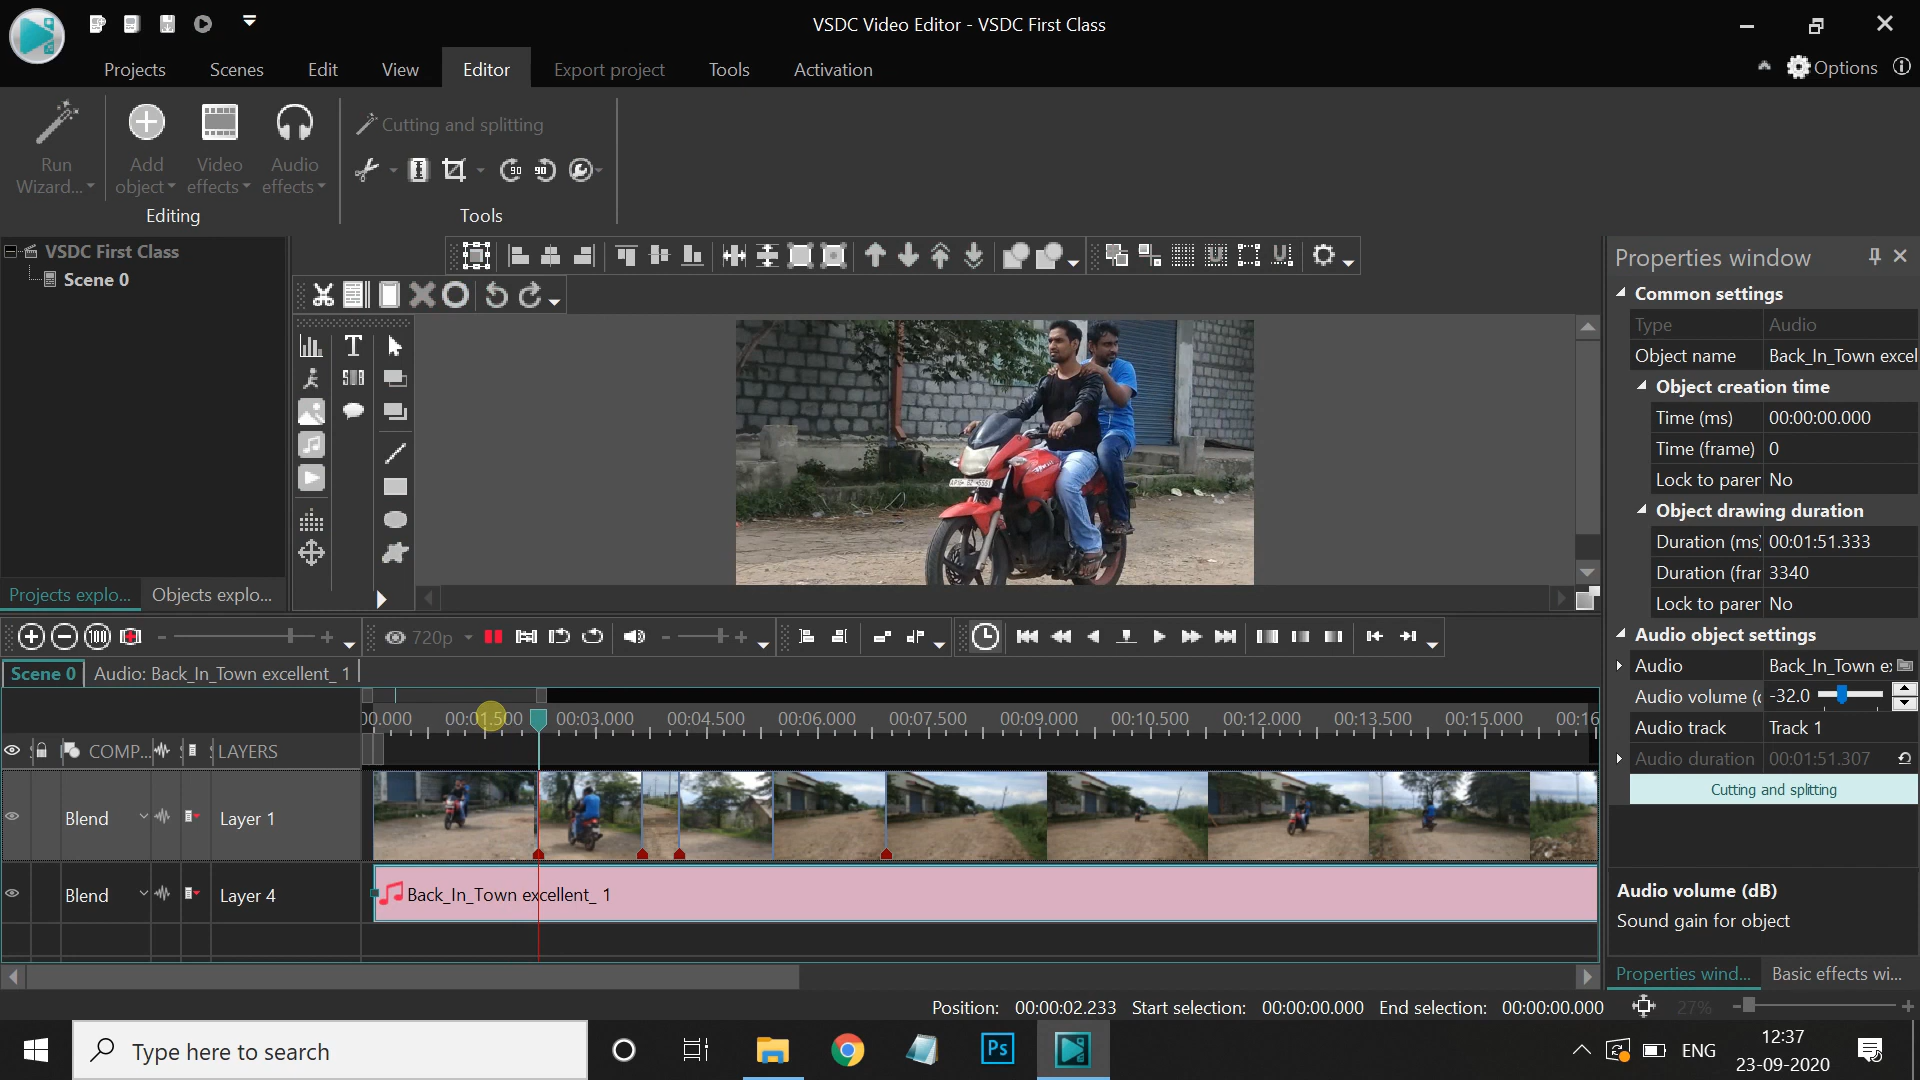 VSDC Video Editor - VSDC First Class
Projects
Scenes
Edit
View
Editor
Export project
Tools
Activation
Options
Run
Wizard...
Add
object
Video
effects
Audio
effects
Cutting and splitting
90
90
Editing
Tools
VSDC First Class
Scene 0
T
Projects explo...
Objects explo...
Properties window
Common settings
Type
Audio
Object name
Back_In_Town excel
Object creation time
Time (ms)
00:00:00.000
Time (frame)
0
Lock to parer
No
Object drawing duration
Duration (ms)
00:01:51.333
Duration (frar
3340
Lock to parer
No
Audio object settings
Audio
Back_In_Town e:
Audio volume (d
-32.0
Audio track
Track 1
Audio duration
00:01:51.307
Cutting and splitting
Audio volume (dB)
Sound gain for object
Properties wind...
Basic effects wi...
100
720p
Scene 0
Audio: Back_In_Town excellent_ 1
00.000
00:01.500
00:03.000
00:04.500
00:06.000
00:07.500
00:09.000
00:10.500
00:12.000
00:13.500
00:15.000
00:16
COMP...
LAYERS
Blend
Layer 1
Blend
Layer 4
Back_In_Town excellent_ 1
Position: 00:00:02.233 Start selection: 00:00:00.000 End selection: 00:00:00.000
27%
Type here to search
Ps
ENG
12:37
23-09-2020